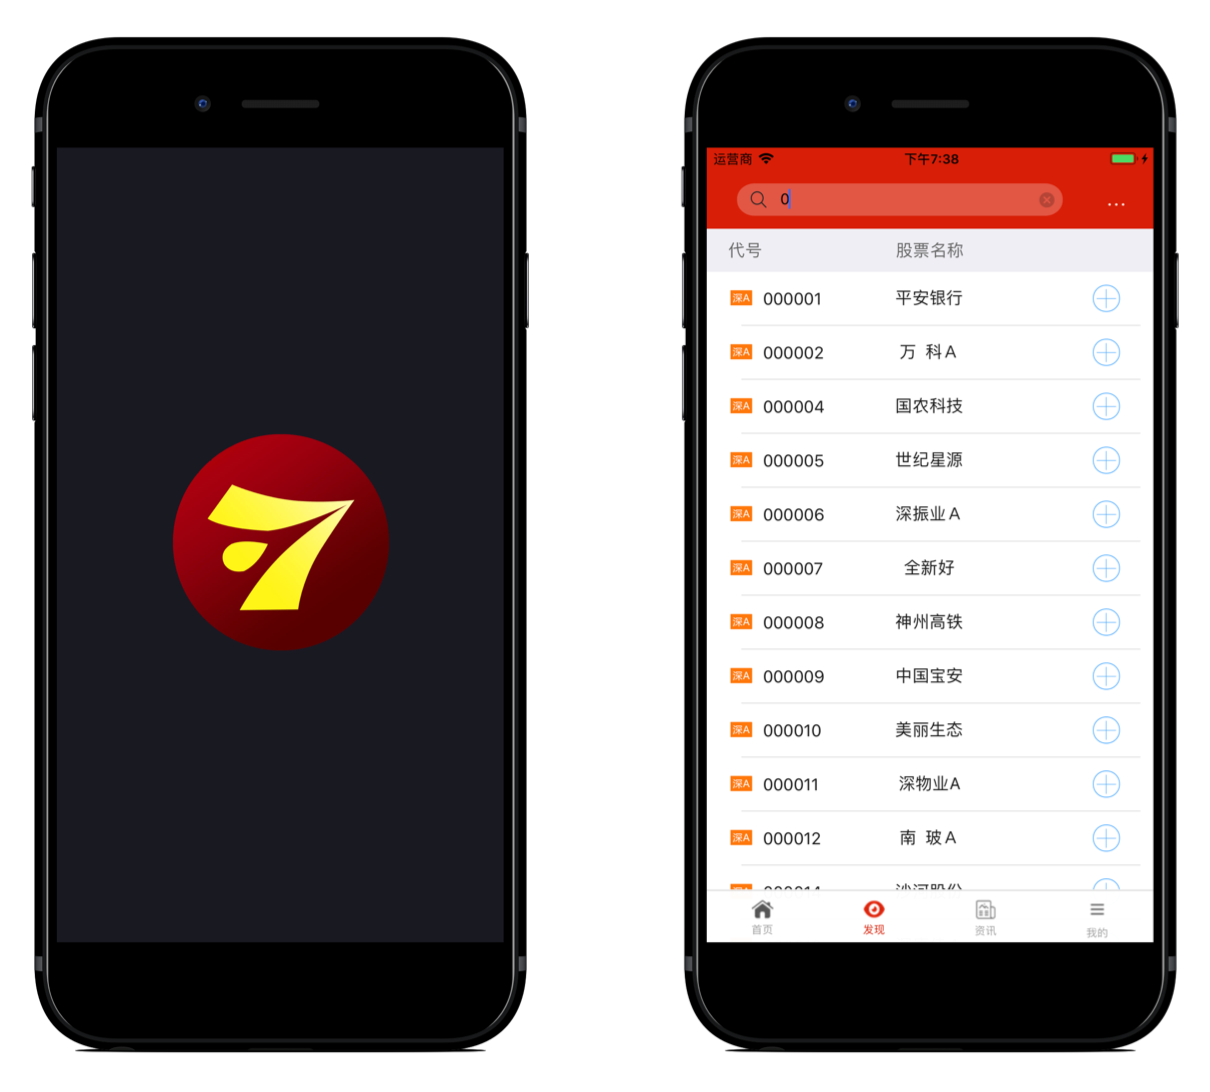 运营商 下午7:38
0
...
代号 股票名称
深A 000001 平安银行
深A 000002 万 科A
深A 000004 国农科技
深A 000005 世纪星源
深A 000006 深振业A
深A 000007 全新好
深A 000008 神州高铁
深A 000009 中国宝安
深A 000010 美丽生态
深A 000011 深物业A
深A 000012 南 玻A
000014 沙河股份
首页 发现 资讯 我的